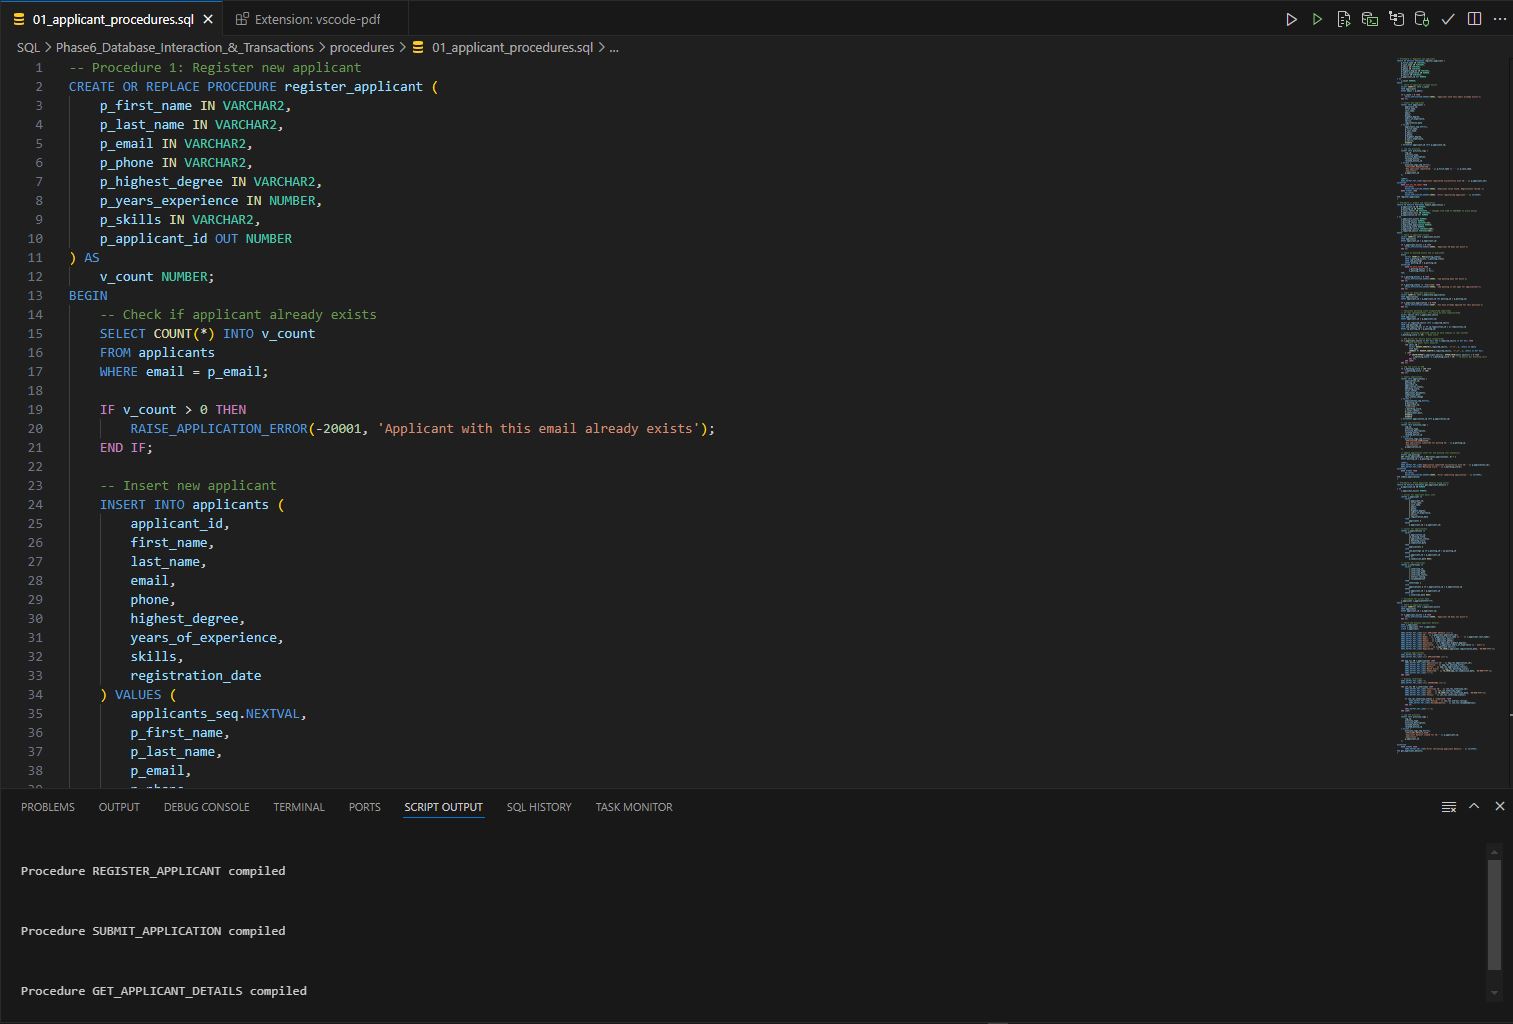 01_applicant_procedures.sql
Extension: vscode-pdf
SQL > Phase6_Database_Interaction_&_Transactions > procedures > 01_applicant_procedures.sql > ...
1 -- Procedure 1: Register new applicant
2 CREATE OR REPLACE PROCEDURE register_applicant (
3 p_first_name IN VARCHAR2,
4 p_last_name IN VARCHAR2,
5 p_email IN VARCHAR2,
6 p_phone IN VARCHAR2,
7 p_highest_degree IN VARCHAR2,
8 p_years_experience IN NUMBER,
9 p_skills IN VARCHAR2,
10 p_applicant_id OUT NUMBER
11 ) AS
12 v_count NUMBER;
13 BEGIN
14 -- Check if applicant already exists
15 SELECT COUNT(*) INTO v_count
16 FROM applicants
17 WHERE email = p_email;
18
19 IF v_count > 0 THEN
20 RAISE_APPLICATION_ERROR(-20001, 'Applicant with this email already exists');
21 END IF;
22
23 -- Insert new applicant
24 INSERT INTO applicants (
25 applicant_id,
26 first_name,
27 last_name,
28 email,
29 phone,
30 highest_degree,
31 years_of_experience,
32 skills,
33 registration_date
34 ) VALUES (
35 applicants_seq.NEXTVAL,
36 p_first_name,
37 p_last_name,
38 p_email,
PROBLEMS OUTPUT DEBUG CONSOLE TERMINAL PORTS SCRIPT OUTPUT SQL HISTORY TASK MONITOR
Procedure REGISTER_APPLICANT compiled
Procedure SUBMIT_APPLICATION compiled
Procedure GET_APPLICANT_DETAILS compiled